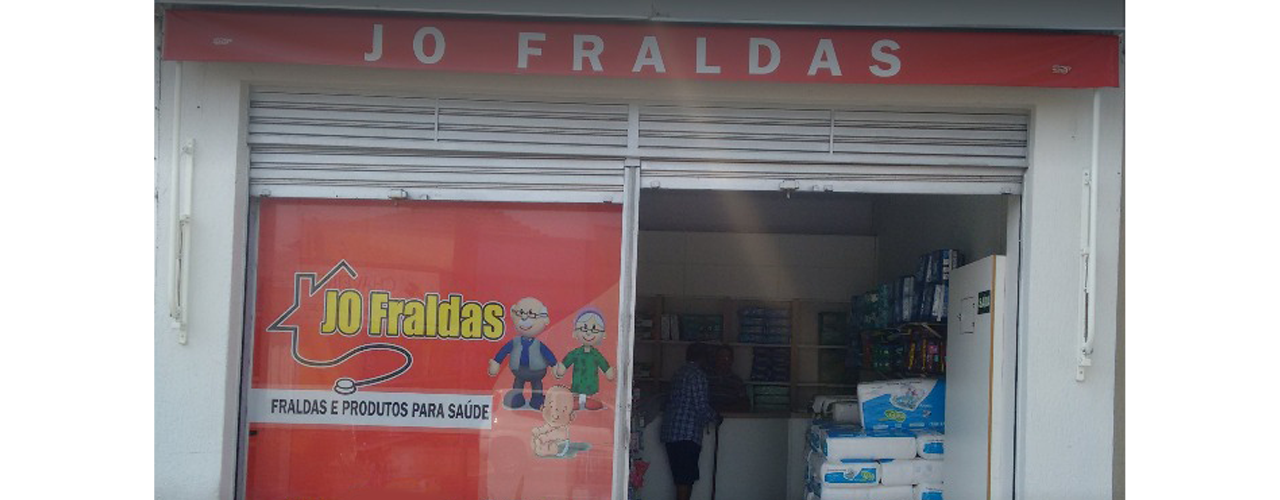 JO FRALDAS
JO Fraldas
FRALDAS E PRODUTOS PARA SAÚDE